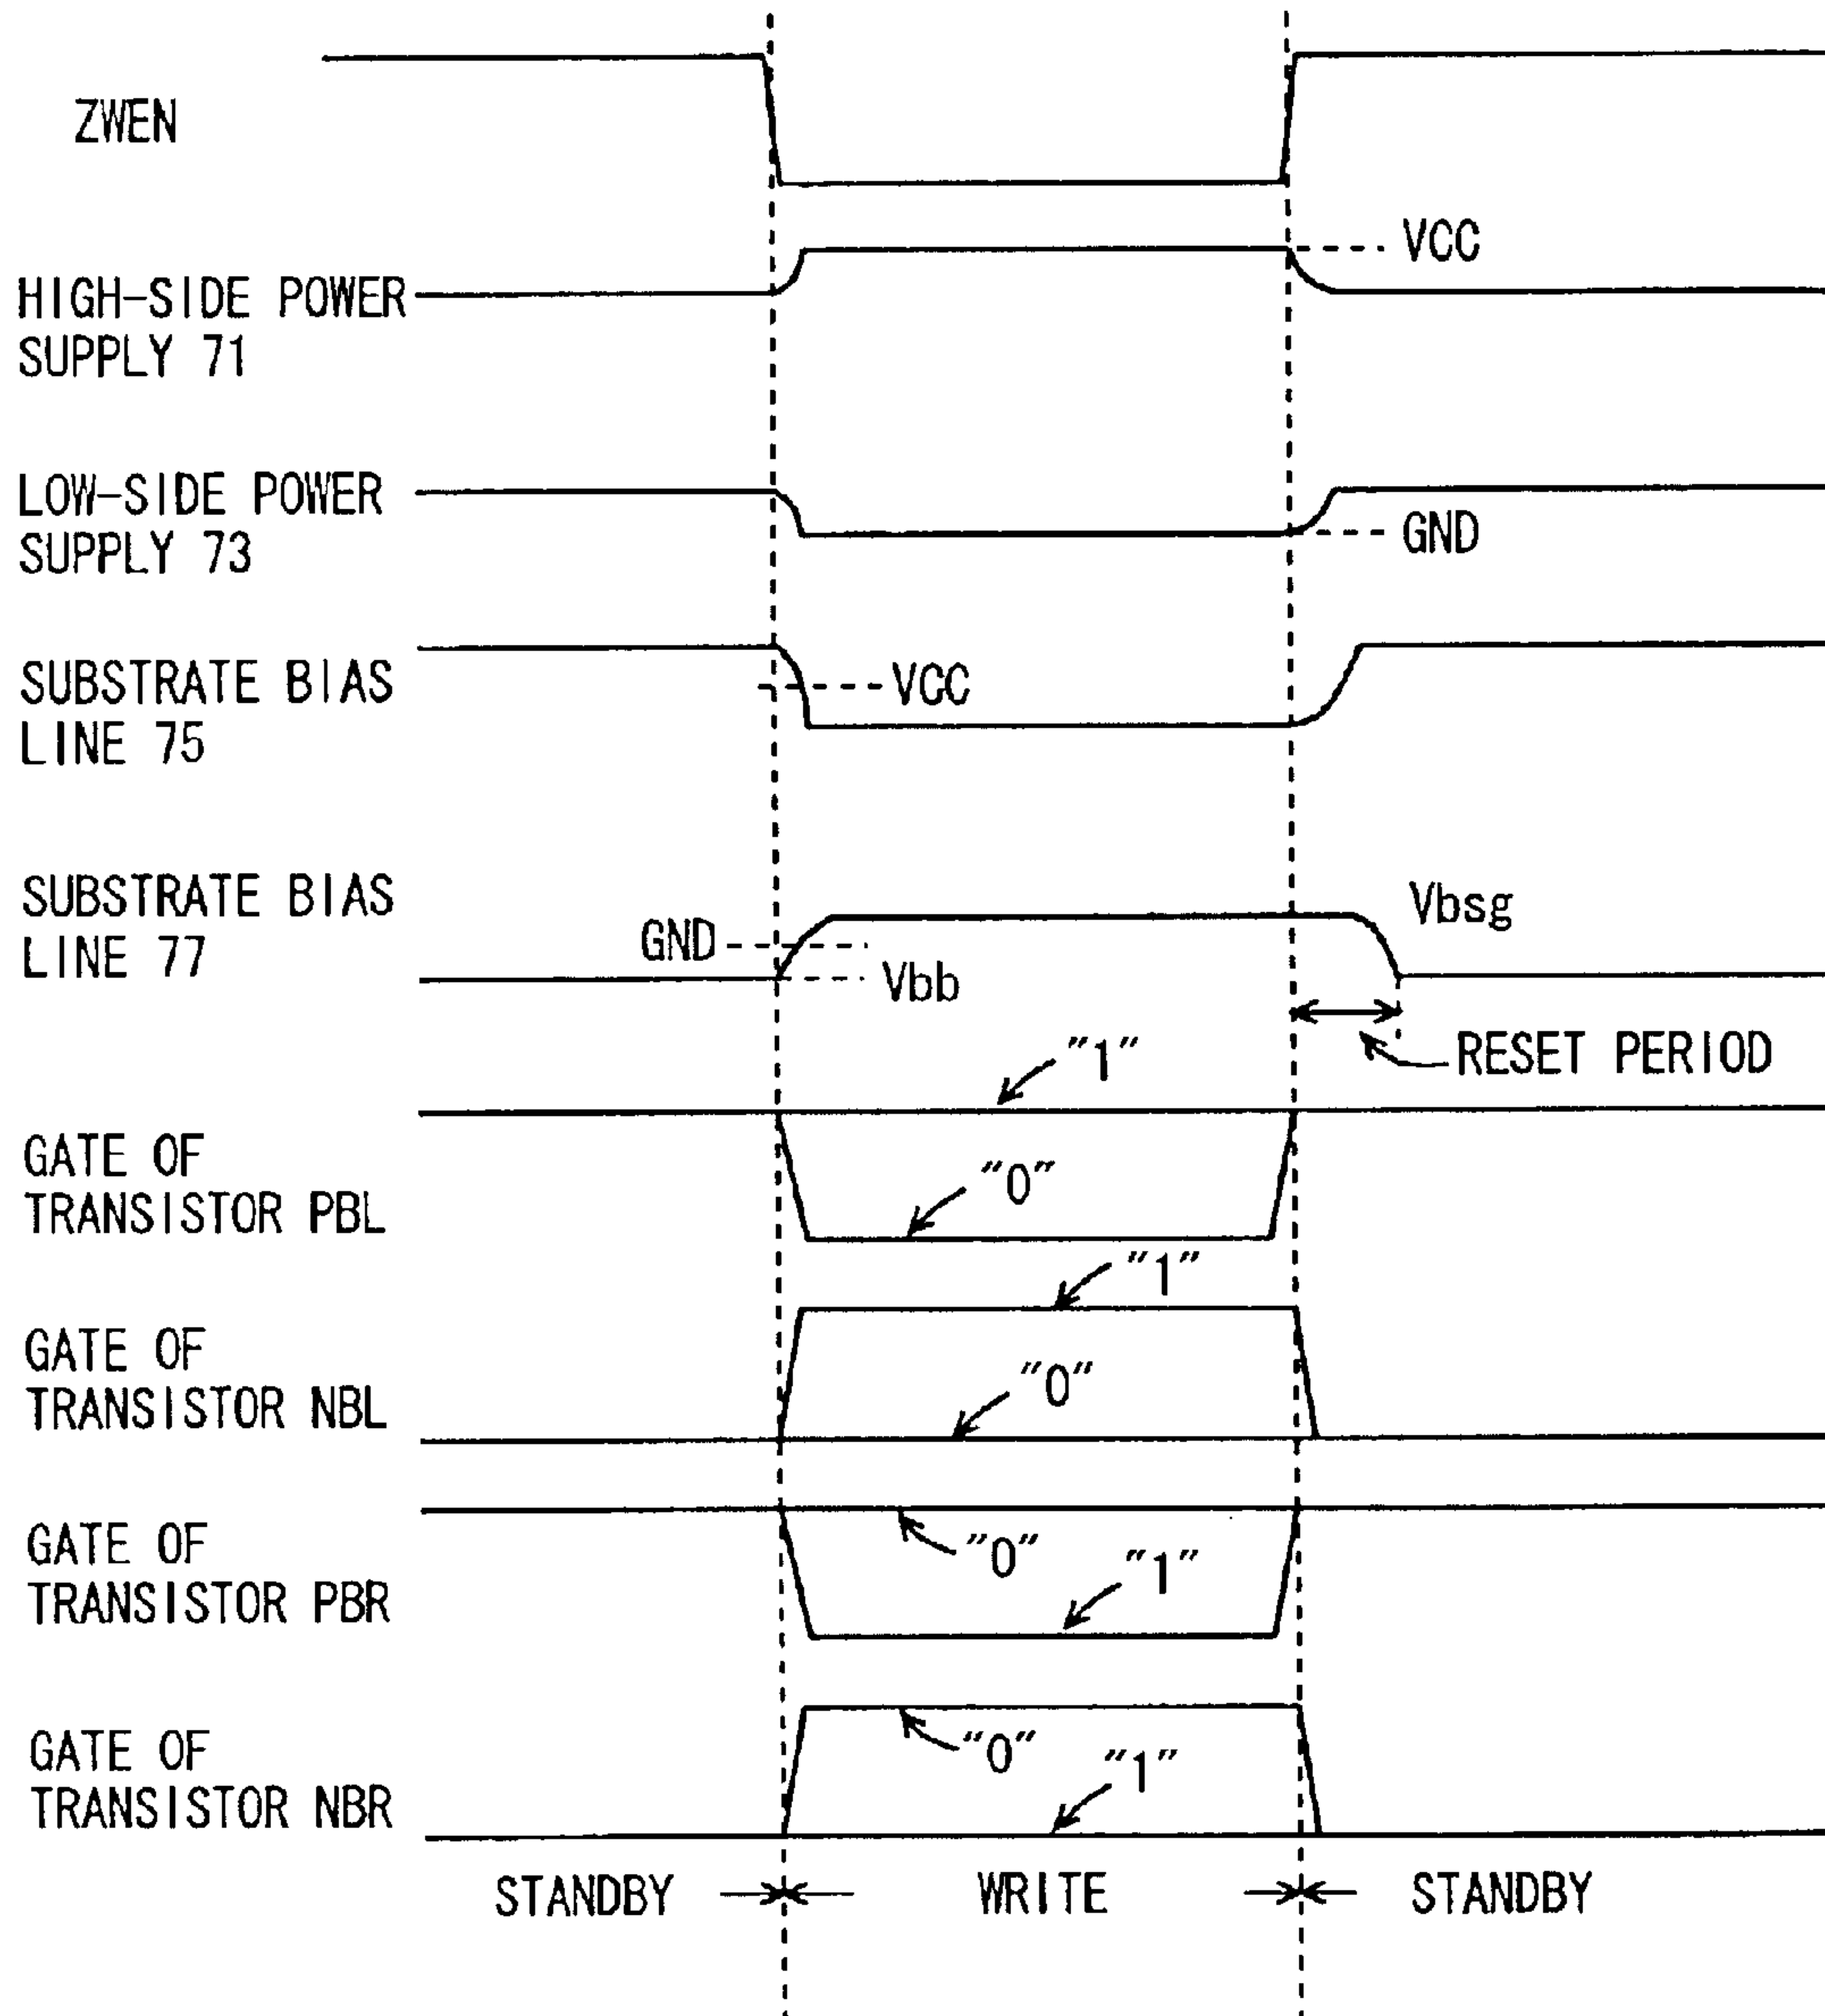 ZWEN
VCC
HIGH-SIDE POWER
SUPPLY 71
LOW-SIDE POWER
SUPPLY 73
GND
SUBSTRATE BIAS
LINE 75
VCC
SUBSTRATE BIAS
LINE 77
GND
Vbb
Vbsg
RESET PERIOD
"1"
GATE OF
TRANSISTOR PBL
"0"
"1"
GATE OF
TRANSISTOR NBL
"0"
GATE OF
TRANSISTOR PBR
"0"
"1"
GATE OF
TRANSISTOR NBR
"0"
"1"
STANDBY
WRITE
STANDBY